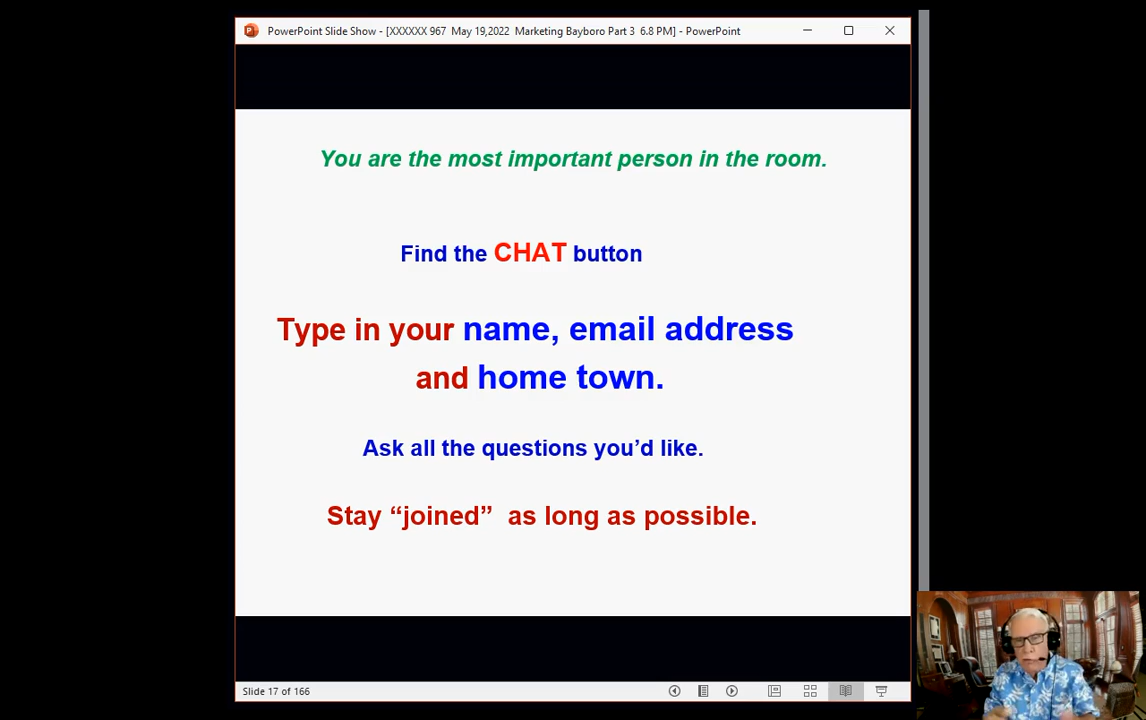 PowerPoint Slide Show - [XXXXXX 967 May 19,2022 Marketing Bayboro Part 3 6.8 PM] - PowerPoint
You are the most important person in the room.
Find the CHAT button
Type in your name, email address
and home town.
Ask all the questions you’d like.
Stay “joined” as long as possible.
Slide 17 of 166